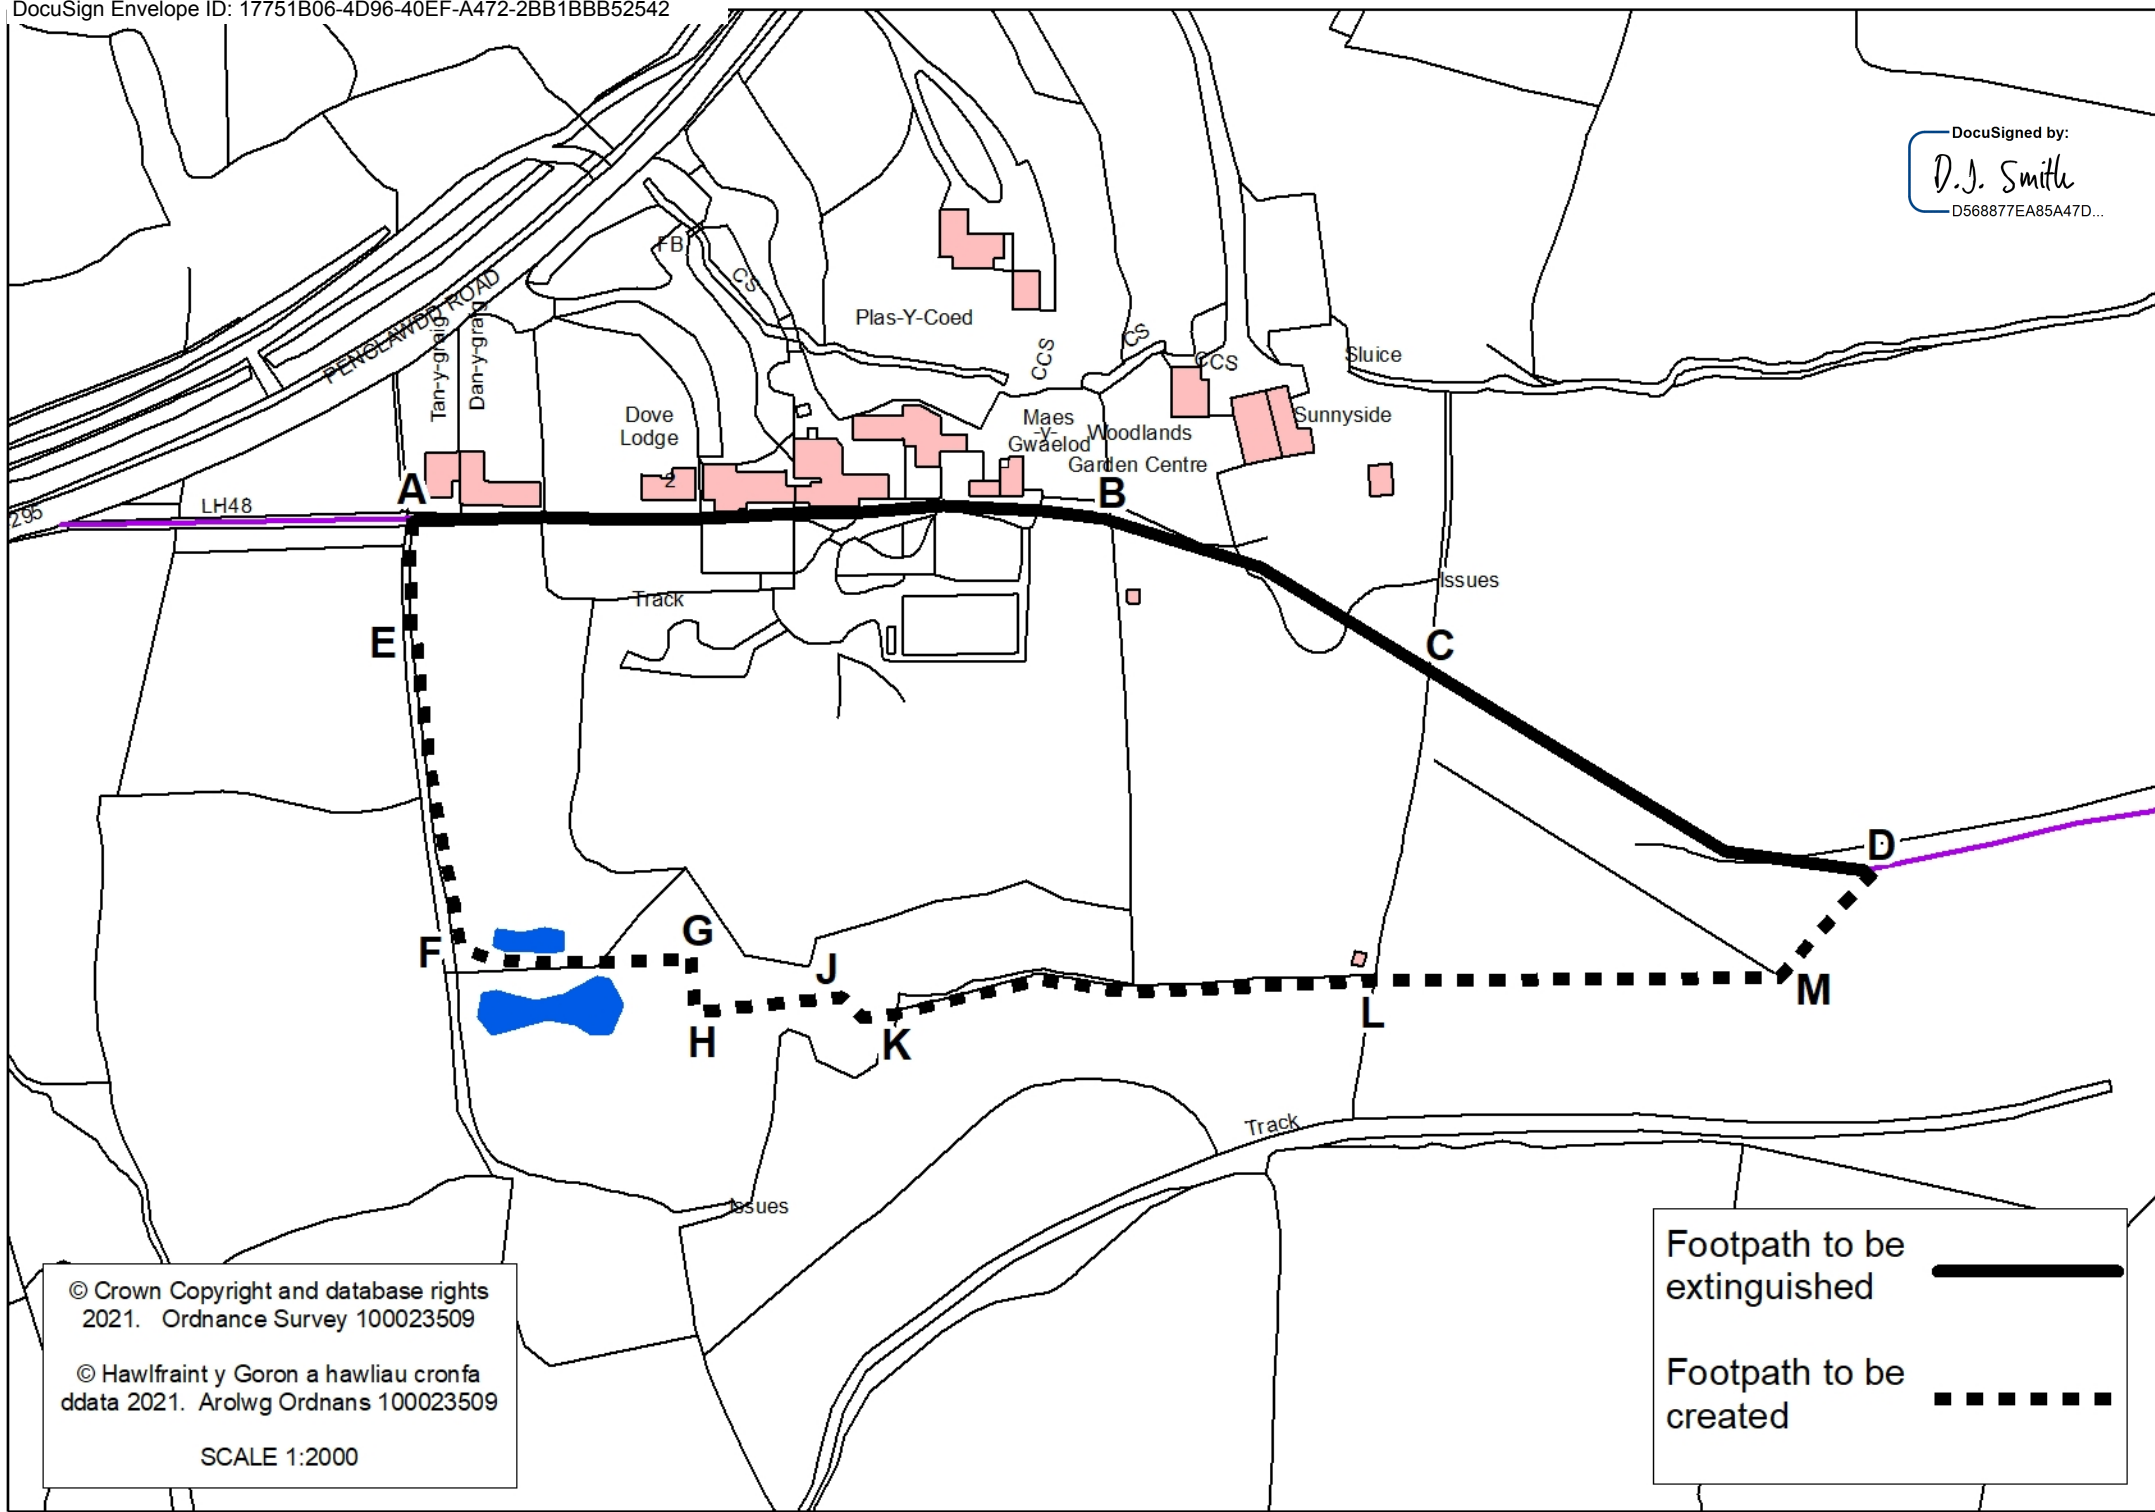 DocuSign Envelope ID: 17751B06-4D96-40EF-A472-2BB1BBB52542
DocuSigned by:
D.J. Smith
D568877EA85A47D...
FB
CS
PENCLAWDD ROAD
Tan-y-graig
Dan-y-graig
Plas-Y-Coed
CCS
CS
CCS
Sluice
Dove
Lodge
2
Maes
-y-
Gwaelod
Woodlands
Garden Centre
Sunnyside
A
B
LH48
295
Track
Issues
E
C
D
F
G
J
H
K
L
M
Track
Issues
Footpath to be
extinguished
Footpath to be
created
© Crown Copyright and database rights
2021. Ordnance Survey 100023509
© Hawlfraint y Goron a hawliau cronfa
ddata 2021. Arolwg Ordnans 100023509
SCALE 1:2000